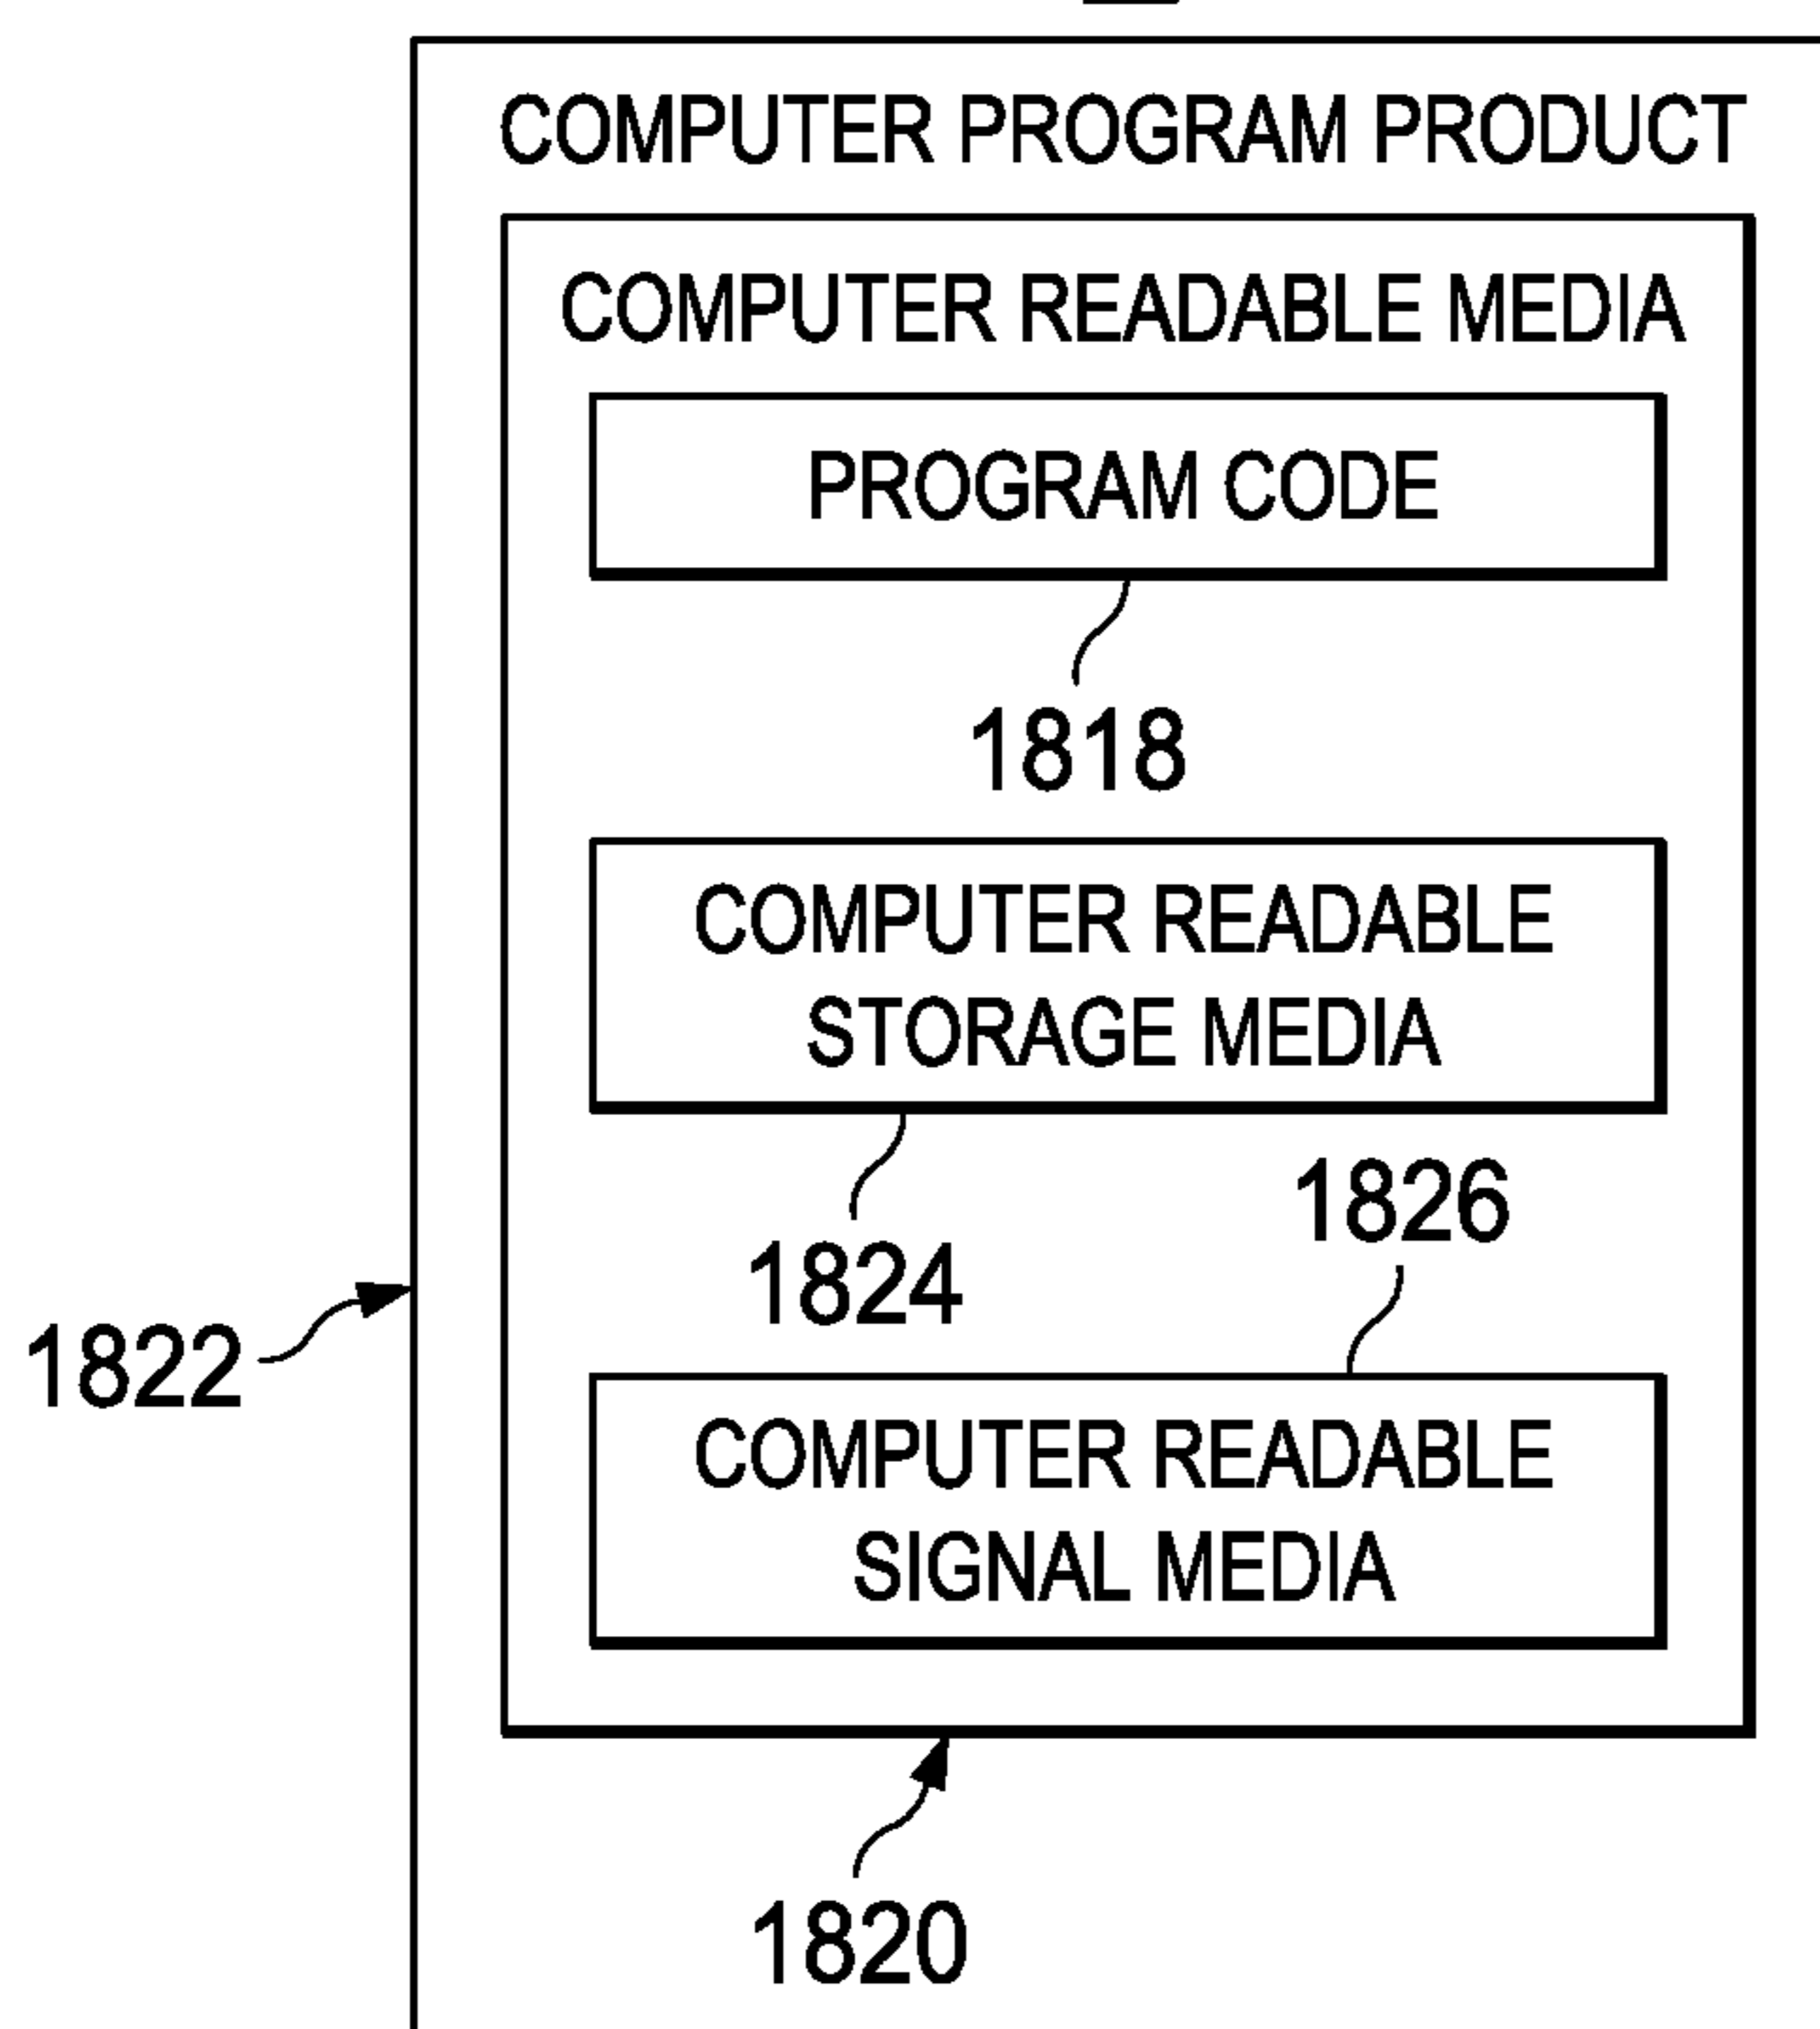 COMPUTER PROGRAM PRODUCT
COMPUTER READABLE MEDIA
PROGRAM CODE
1818
COMPUTER READABLE
STORAGE MEDIA
1826
1824
1822
COMPUTER READABLE
SIGNAL MEDIA
1820